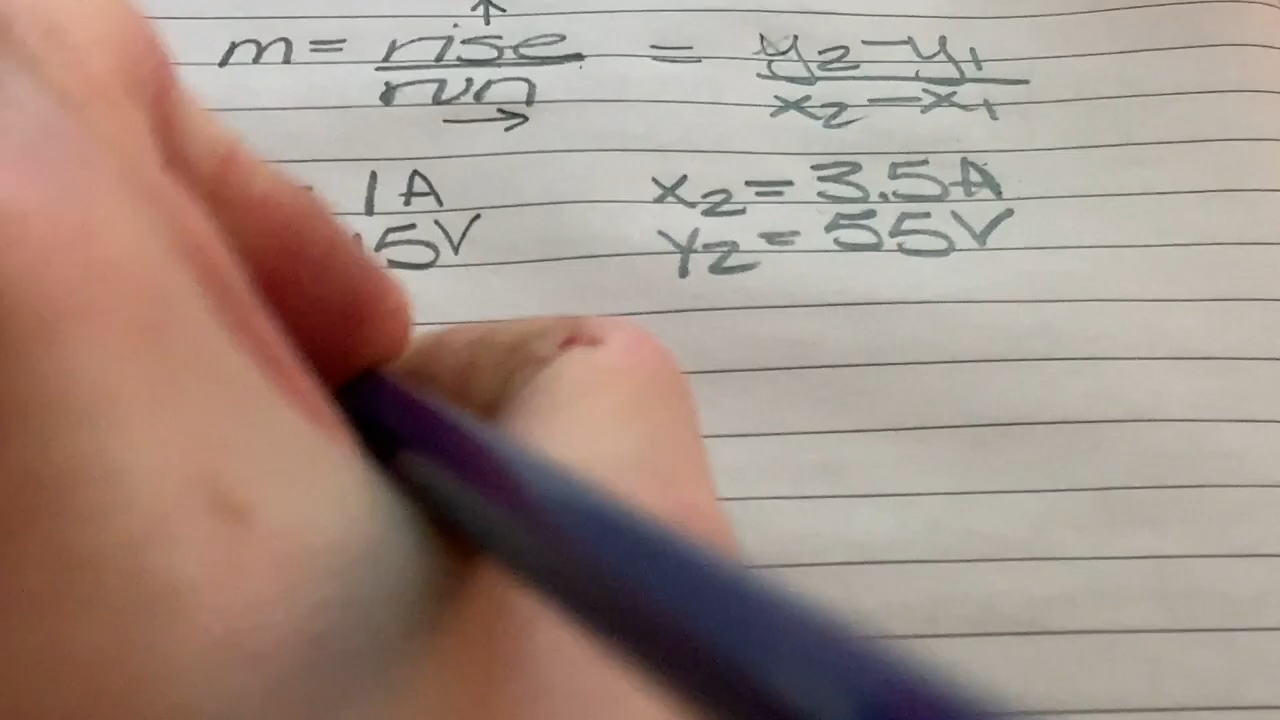 m = rise/run = y₂-y₁/x₂-x₁
1A x₂ = 3.5A
5V y₂ = 55V